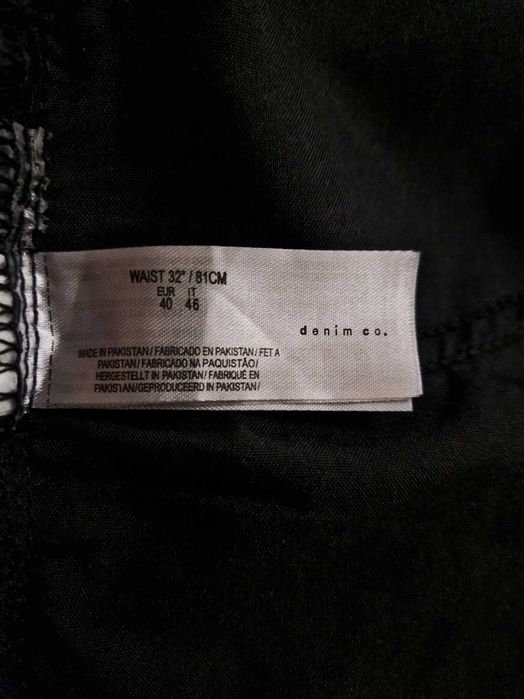 WAIST 32" / 81CM
EUR IT
40 46
denim co.
MADE IN PAKISTAN / FABRICADO EN PAKISTAN / FET A
PAKISTAN / FABRICADO NA PAQUISTÃO /
HERGESTELLT IN PAKISTAN / FABRIQUÉ EN
PAKISTAN/GEPRODUCEERD IN PAKISTAN/